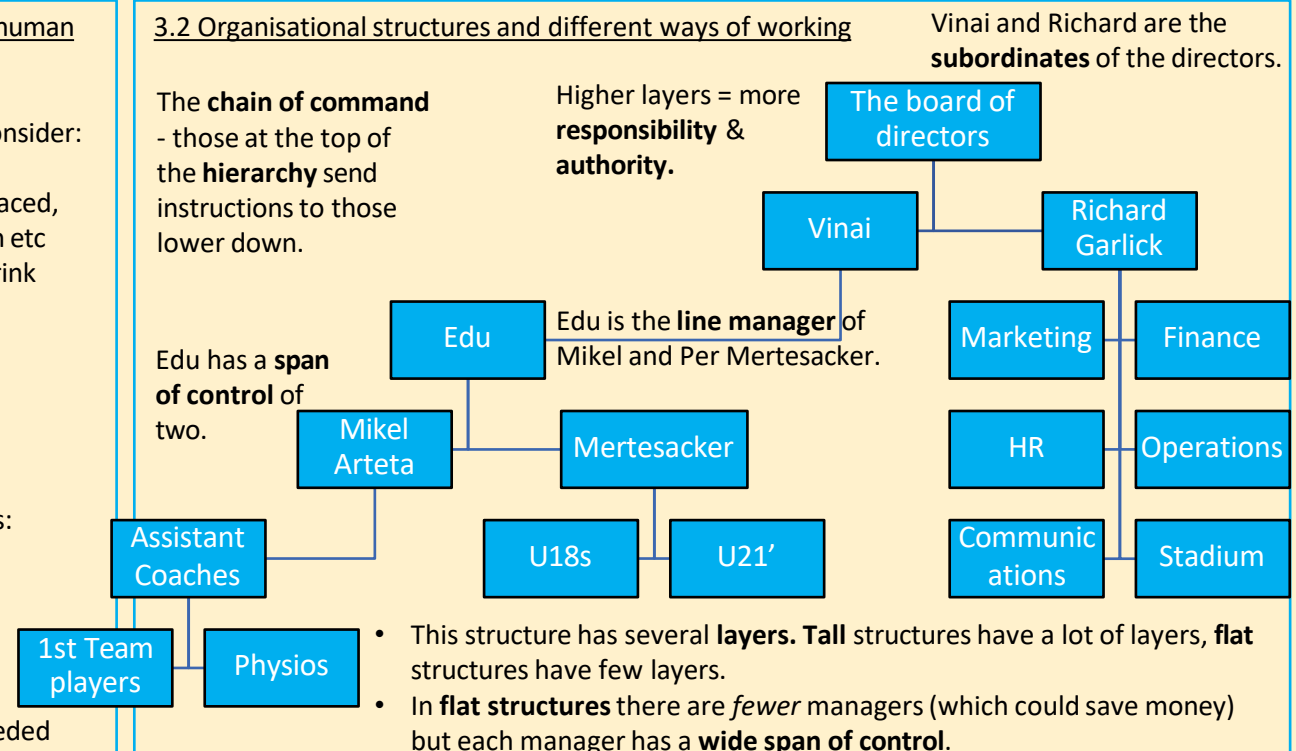 human
onsider:
aced,
n etc
rink
s:
eded
3.2 Organisational structures and different ways of working
Vinai and Richard are the
subordinates of the directors.
The chain of command
- those at the top of
the hierarchy send
instructions to those
lower down.
Higher layers = more
responsibility &
authority.
The board of
directors
Vinai
Richard
Garlick
Edu
Edu is the line manager of
Mikel and Per Mertesacker.
Marketing
Finance
Edu has a span
of control of
two.
Mikel
Arteta
Mertesacker
HR
Operations
Assistant
Coaches
U18s
U21'
Communic
ations
Stadium
1st Team
players
Physios
• This structure has several layers. Tall structures have a lot of layers, flat
structures have few layers.
• In flat structures there are fewer managers (which could save money)
but each manager has a wide span of control.